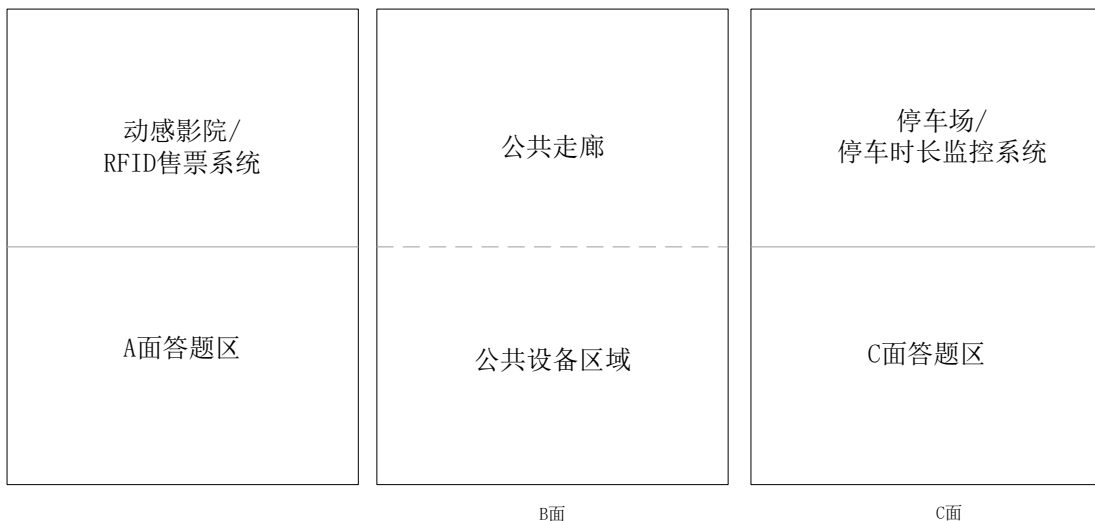 动感影院/
RFID售票系统
A面答题区
公共走廊
公共设备区域
停车场/
停车时长监控系统
C面答题区
B面
C面